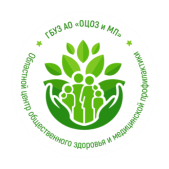 ГБУЗ АО «ОЦОЗ и МП»
Областной центр общественного здоровья и медицинской профилактики